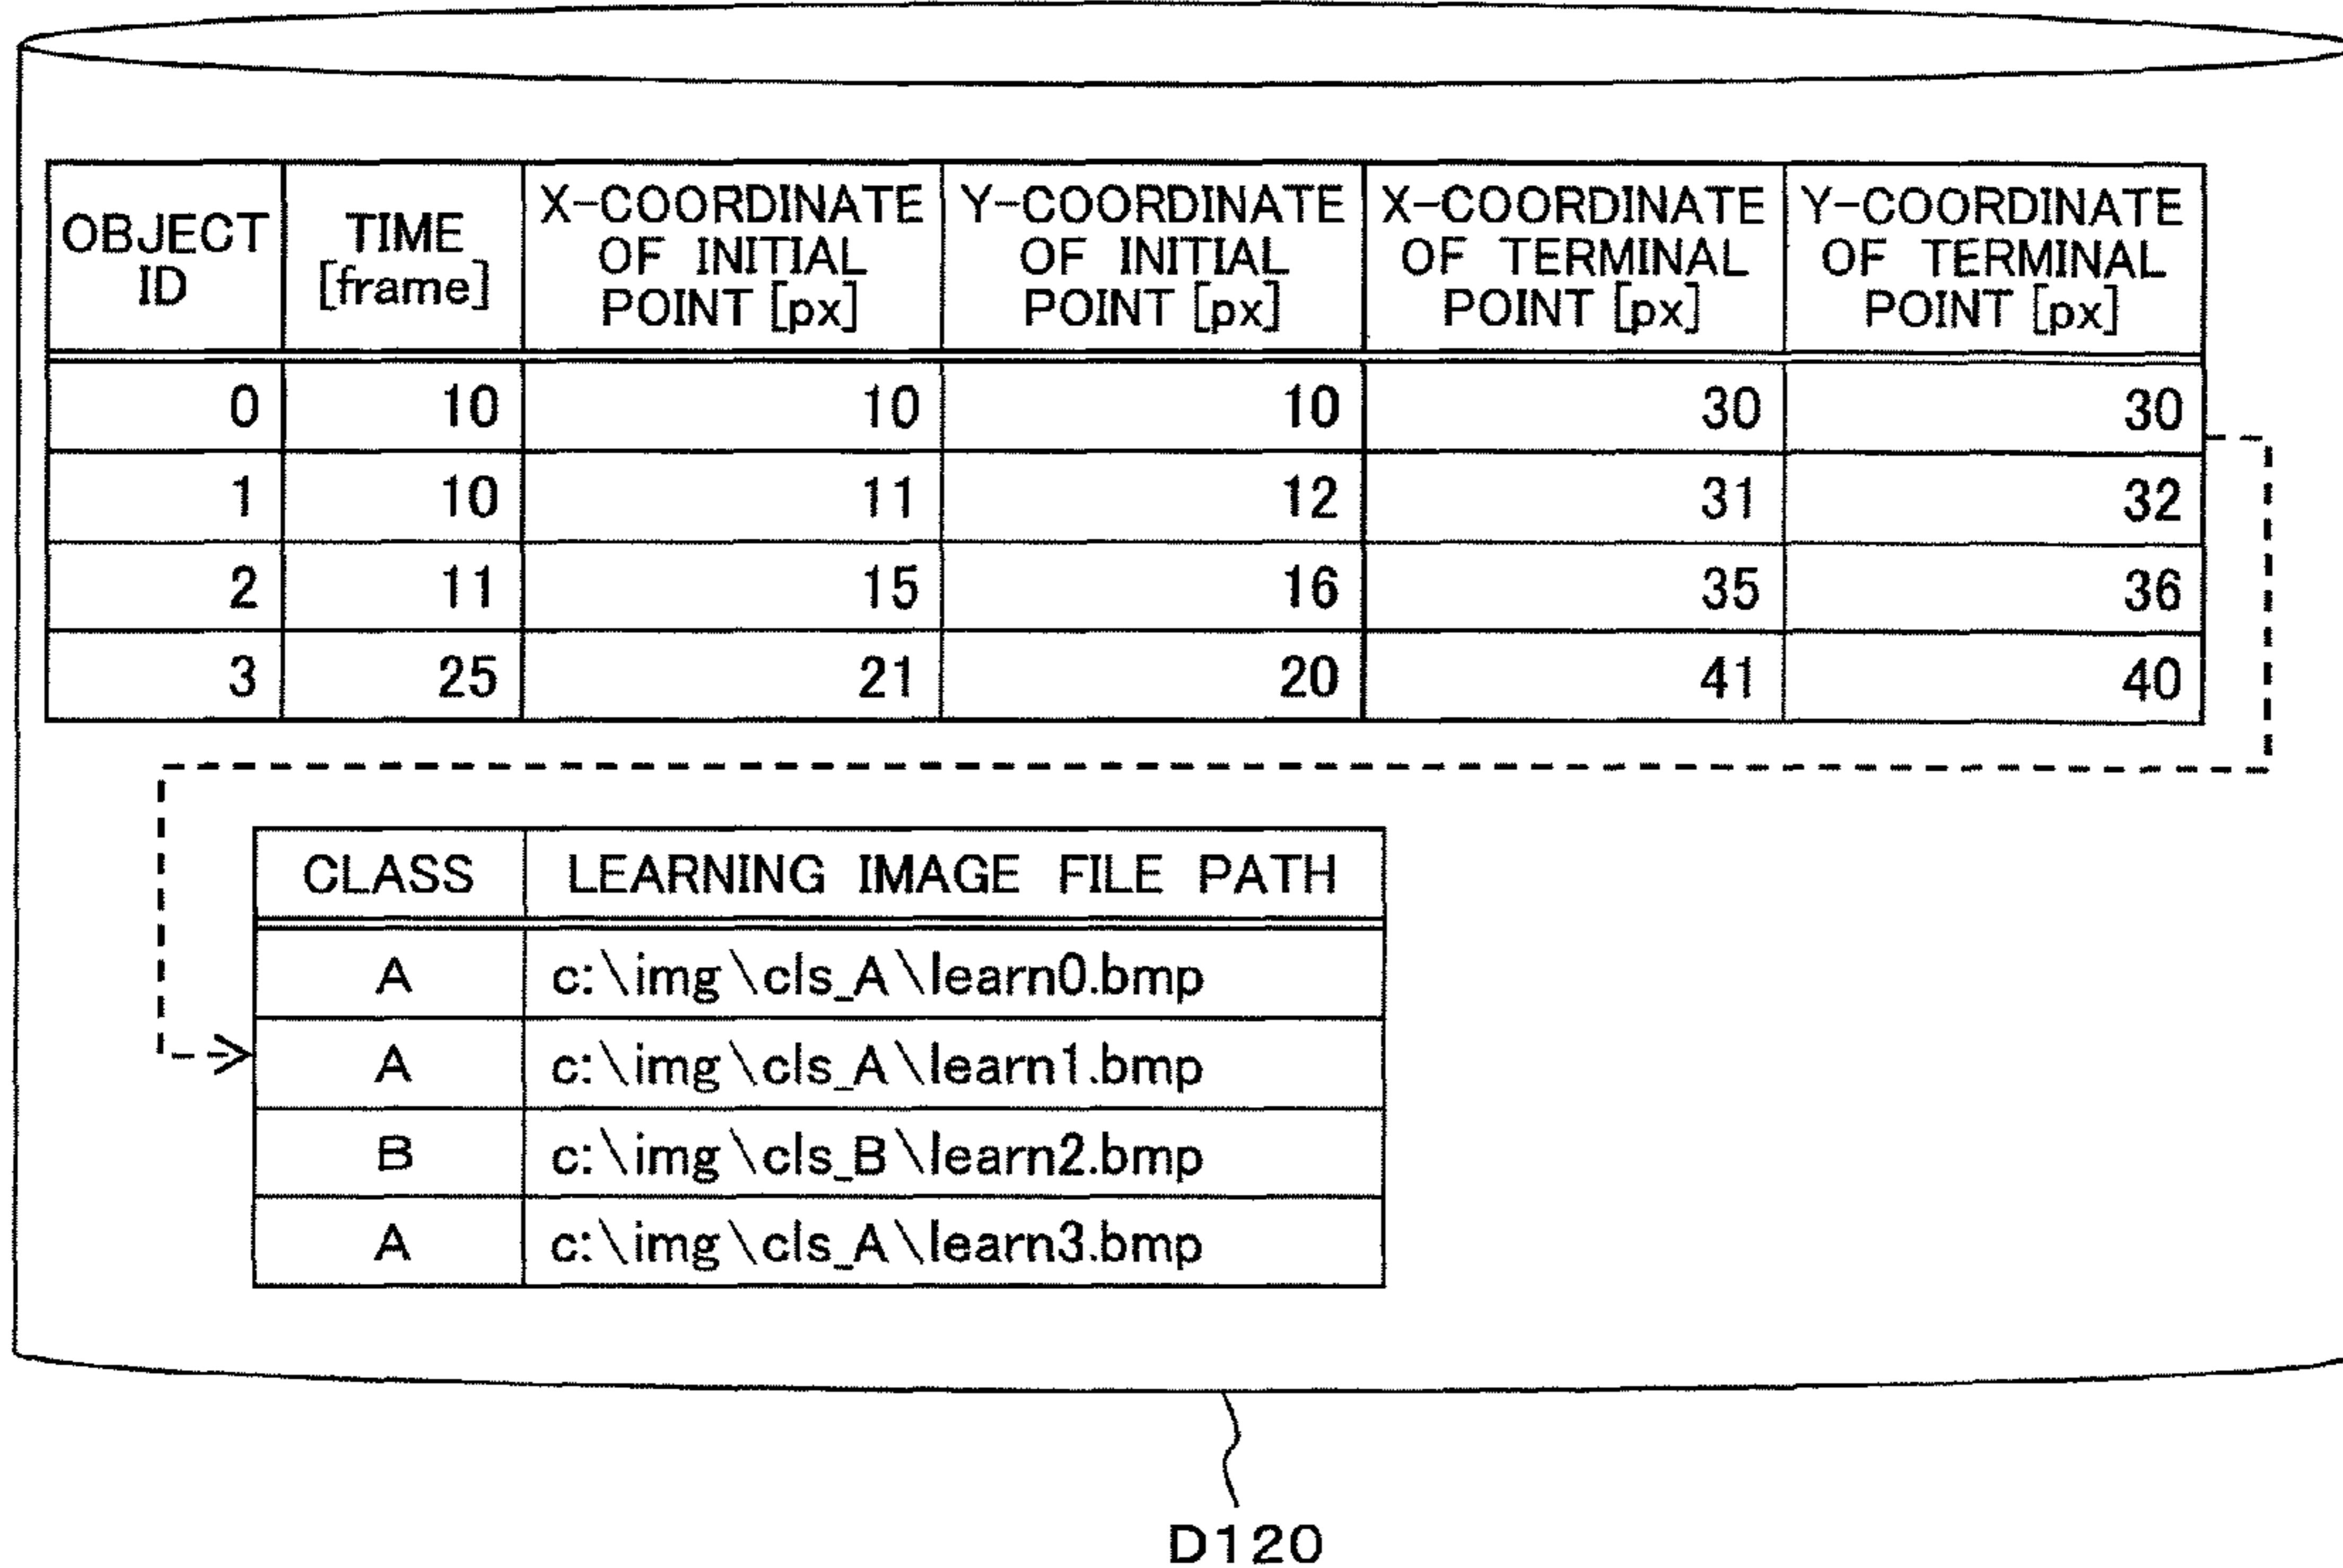 OBJECT ID | TIME [frame] | X-COORDINATE OF INITIAL POINT [px] | Y-COORDINATE OF INITIAL POINT [px] | X-COORDINATE OF TERMINAL POINT [px] | Y-COORDINATE OF TERMINAL POINT [px]
0 | 10 | 10 | 10 | 30 | 30
1 | 10 | 11 | 12 | 31 | 32
2 | 11 | 15 | 16 | 35 | 36
3 | 25 | 21 | 20 | 41 | 40
CLASS | LEARNING IMAGE FILE PATH
A | c:\img\cls_A\learn0.bmp
A | c:\img\cls_A\learn1.bmp
B | c:\img\cls_B\learn2.bmp
A | c:\img\cls_A\learn3.bmp
D120